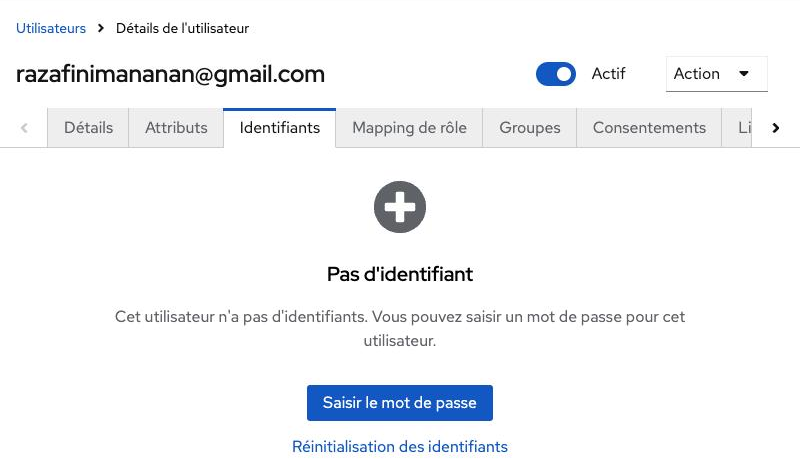 Utilisateurs > Détails de l'utilisateur
razafinimananan@gmail.com
Actif
Action
Détails
Attributs
Identifiants
Mapping de rôle
Groupes
Consentements
Li
Pas d'identifiant
Cet utilisateur n'a pas d'identifiants. Vous pouvez saisir un mot de passe pour cet
utilisateur.
Saisir le mot de passe
Réinitialisation des identifiants